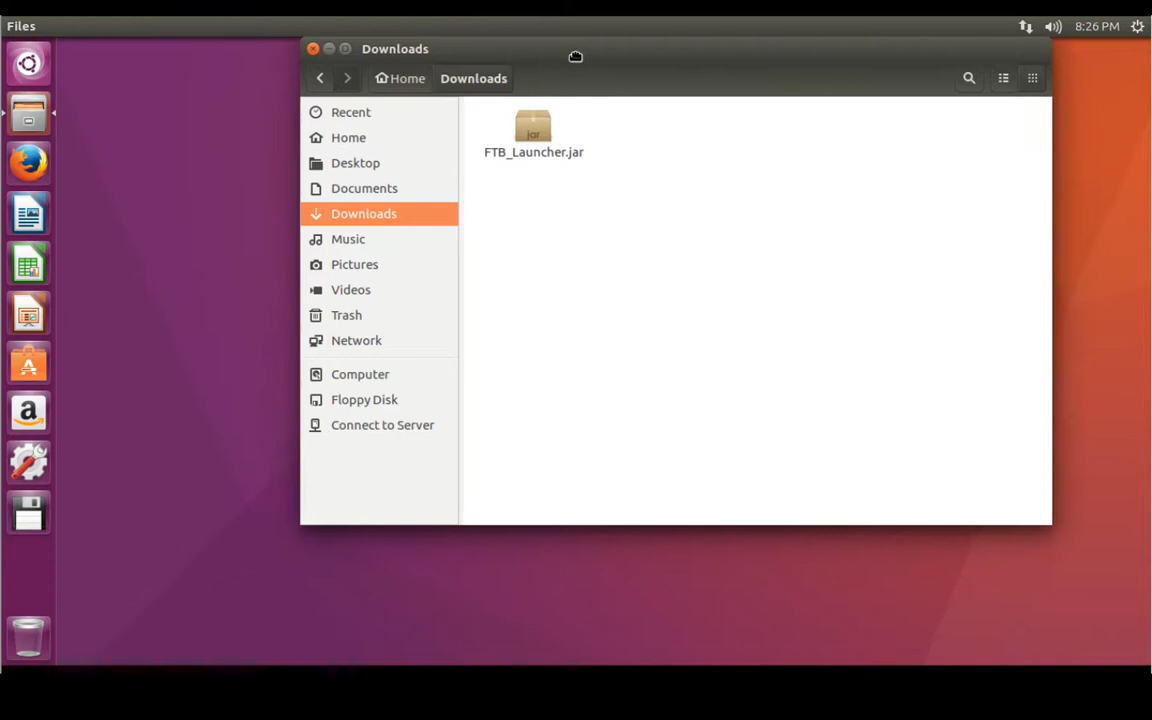 Files
8:26 PM
Downloads
Home
Downloads
Recent
Home
Desktop
Documents
Downloads
Music
Pictures
Videos
Trash
Network
Computer
Floppy Disk
Connect to Server
jar
FTB_Launcher.jar
A
a